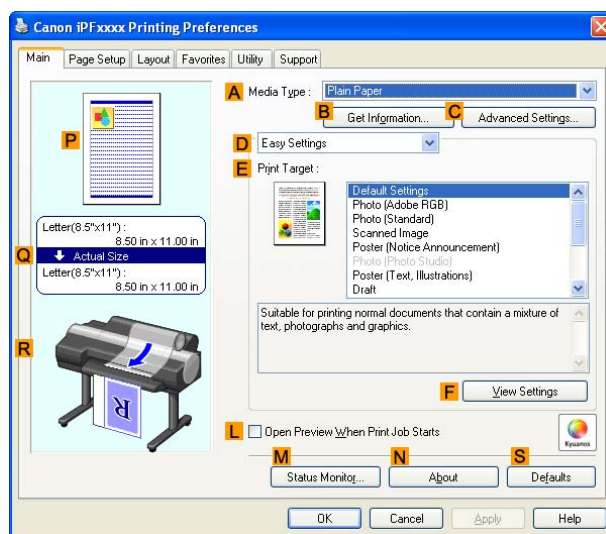 Canon iPFxxxx Printing Preferences
Main Page Setup Layout Favorites Utility Support
A Media Type : Plain Paper
B C
Get Information... Advanced Settings...
D Easy Settings
E Print Target :
P
Default Settings
Photo (Adobe RGB)
Photo (Standard)
Scanned Image
Poster (Notice Announcement)
Photo (Photo Studio)
Poster (Text, Illustrations)
Draft
Letter(8.5"x11") :
8.50 in x 11.00 in
Q Actual Size
Letter(8.5"x11") :
8.50 in x 11.00 in
Suitable for printing normal documents that contain a mixture of
text, photographs and graphics.
R
R
F View Settings
L Open Preview When Print Job Starts
Kyuanos
M N S
Status Monitor... About Defaults
OK Cancel Apply Help